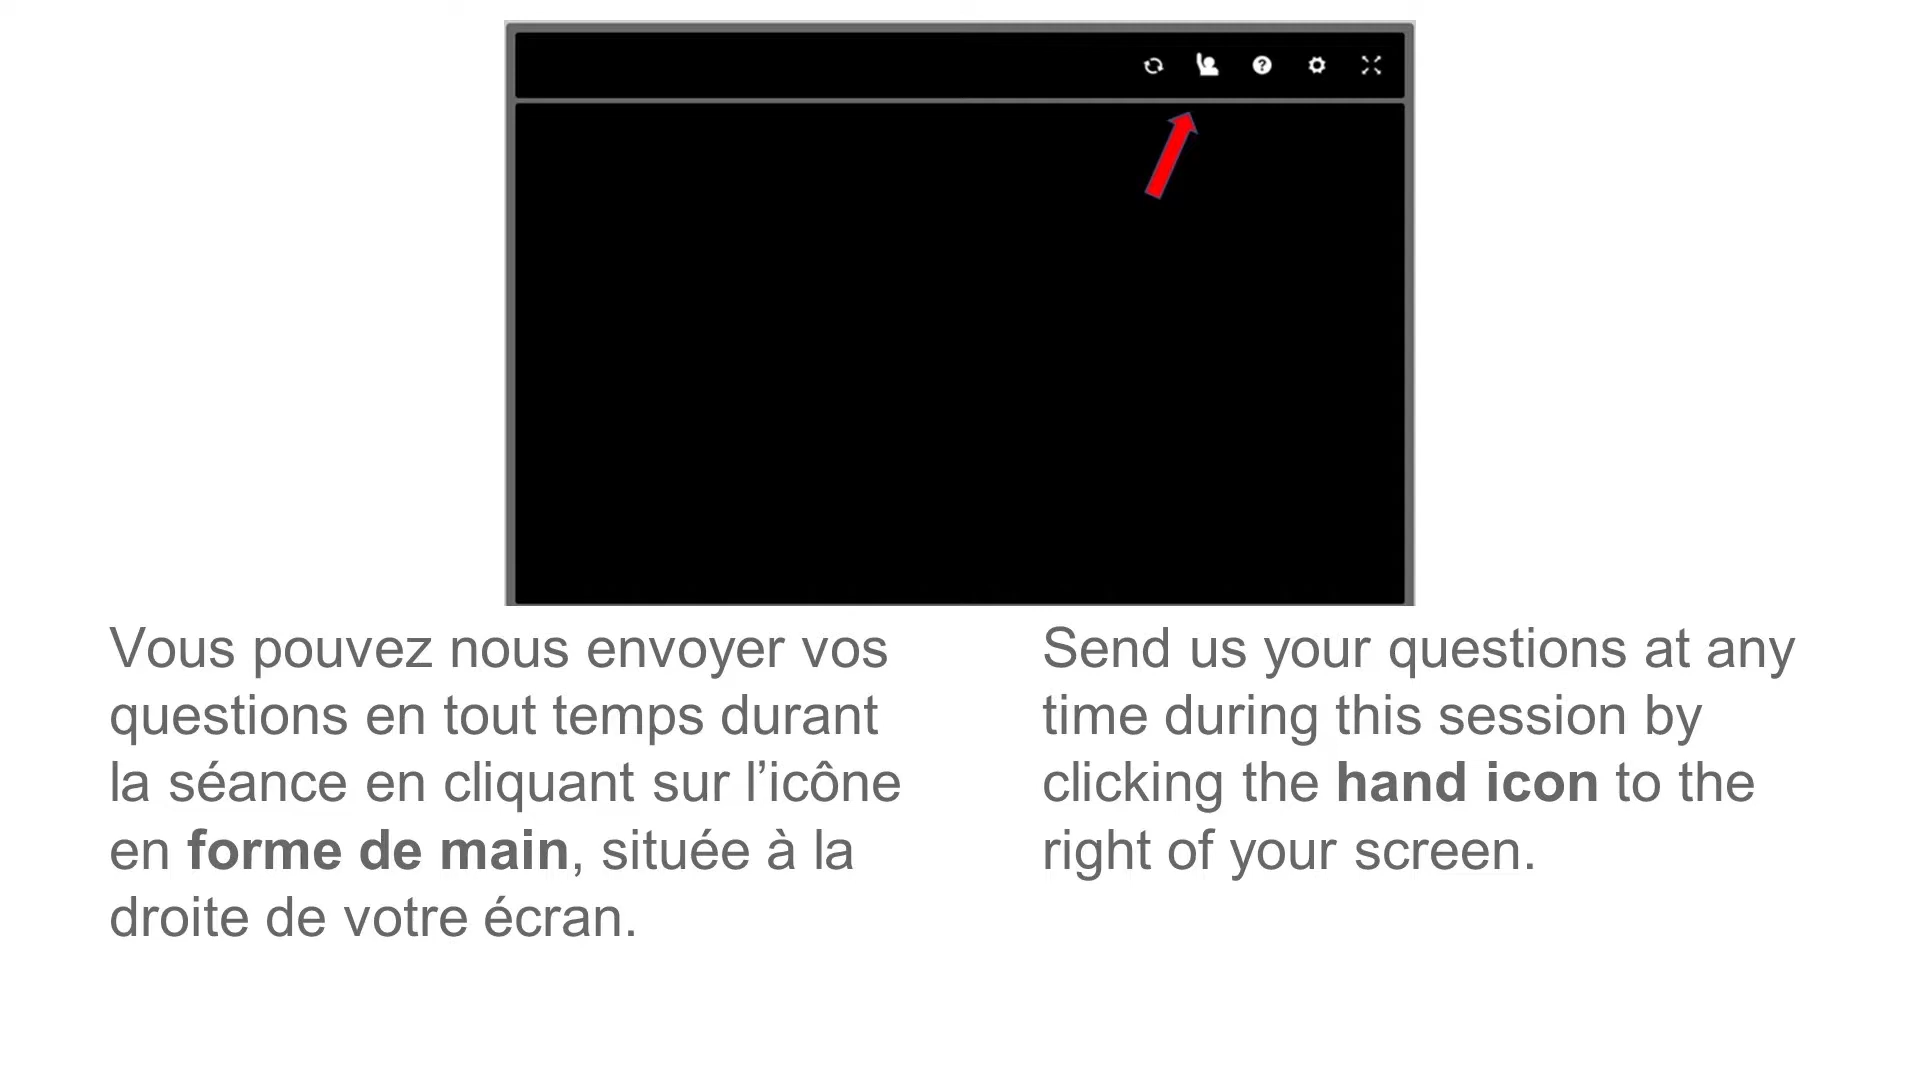 Vous pouvez nous envoyer vos
questions en tout temps durant
la séance en cliquant sur l’icône
en forme de main, située à la
droite de votre écran.
Send us your questions at any
time during this session by
clicking the hand icon to the
right of your screen.